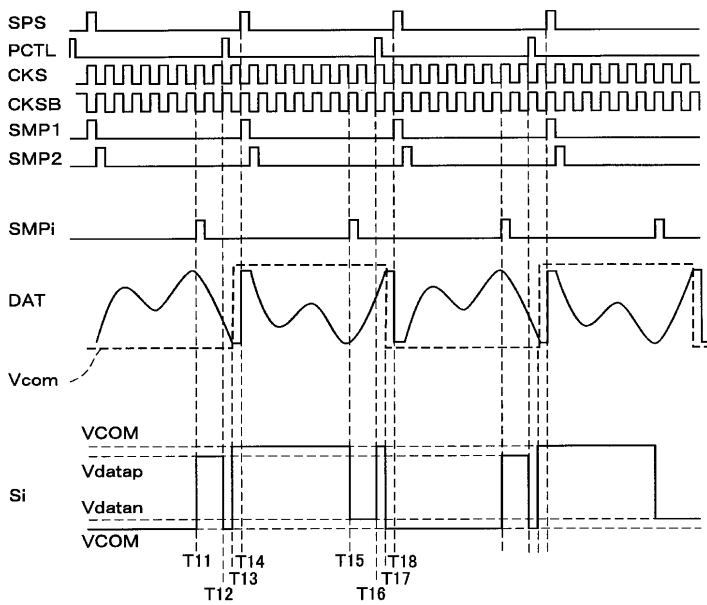 SPS
PCTL
CKS
CKSB
SMP1
SMP2
SMPi
DAT
Vcom
VCOM
Vdatap
Si
Vdatan
VCOM
T11 T14 T15 T18
T13 T17
T12 T16